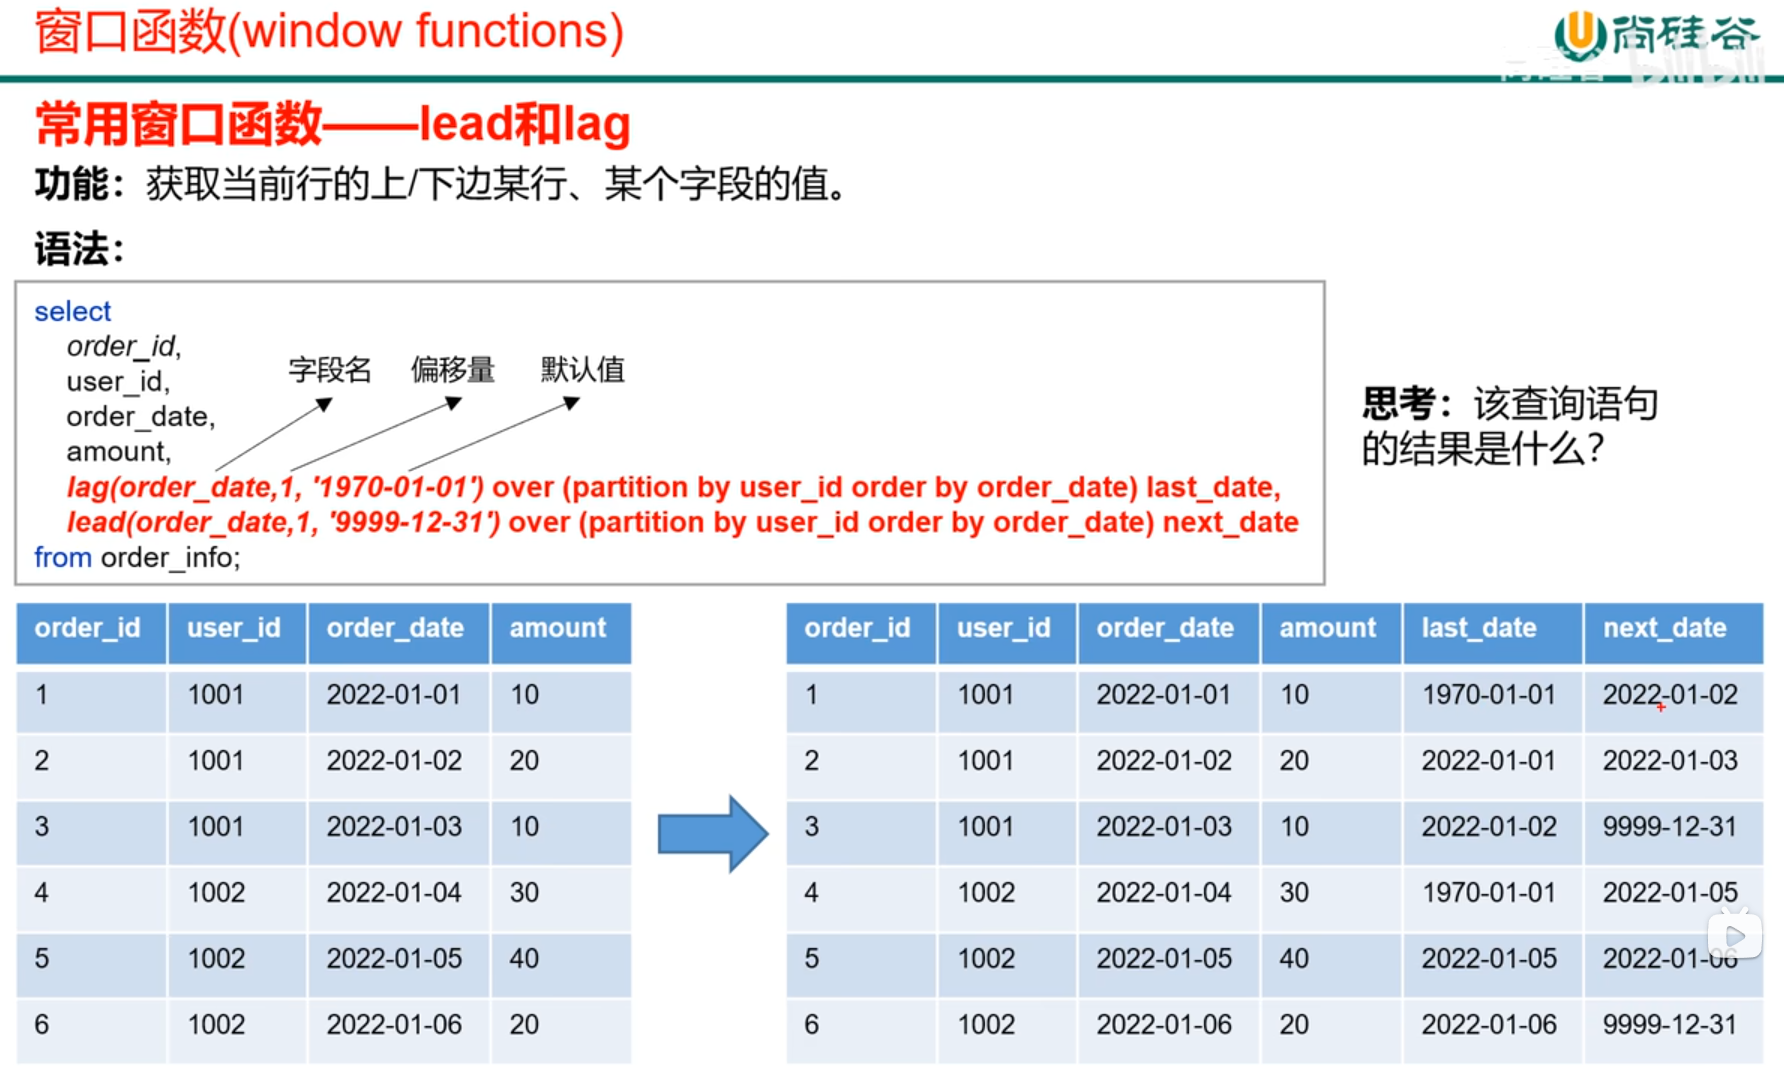 窗口函数(window functions)
尚硅谷
尚硅谷 bilibili
常用窗口函数——lead和lag
功能：获取当前行的上/下边某行、某个字段的值。
语法：
select
order_id,
字段名 偏移量 默认值
user_id,
order_date,
amount,
lag(order_date,1, '1970-01-01') over (partition by user_id order by order_date) last_date,
lead(order_date,1, '9999-12-31') over (partition by user_id order by order_date) next_date
from order_info;
思考：该查询语句
的结果是什么？
order_id user_id order_date amount
1 1001 2022-01-01 10
2 1001 2022-01-02 20
3 1001 2022-01-03 10
4 1002 2022-01-04 30
5 1002 2022-01-05 40
6 1002 2022-01-06 20
order_id user_id order_date amount last_date next_date
1 1001 2022-01-01 10 1970-01-01 2022-01-02
2 1001 2022-01-02 20 2022-01-01 2022-01-03
3 1001 2022-01-03 10 2022-01-02 9999-12-31
4 1002 2022-01-04 30 1970-01-01 2022-01-05
5 1002 2022-01-05 40 2022-01-05 2022-01-06
6 1002 2022-01-06 20 2022-01-06 9999-12-31